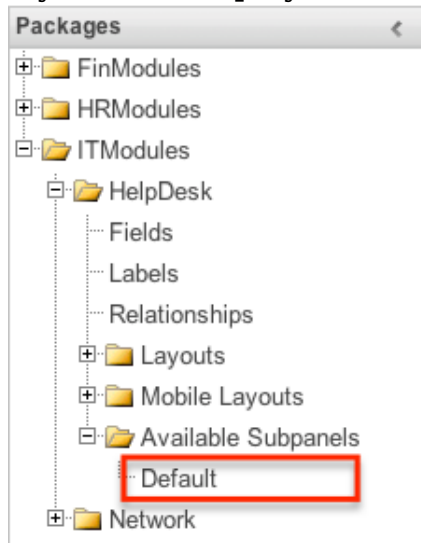 Packages
FinModules
HRModules
ITModules
HelpDesk
Fields
Labels
Relationships
Layouts
Mobile Layouts
Available Subpanels
Default
Network